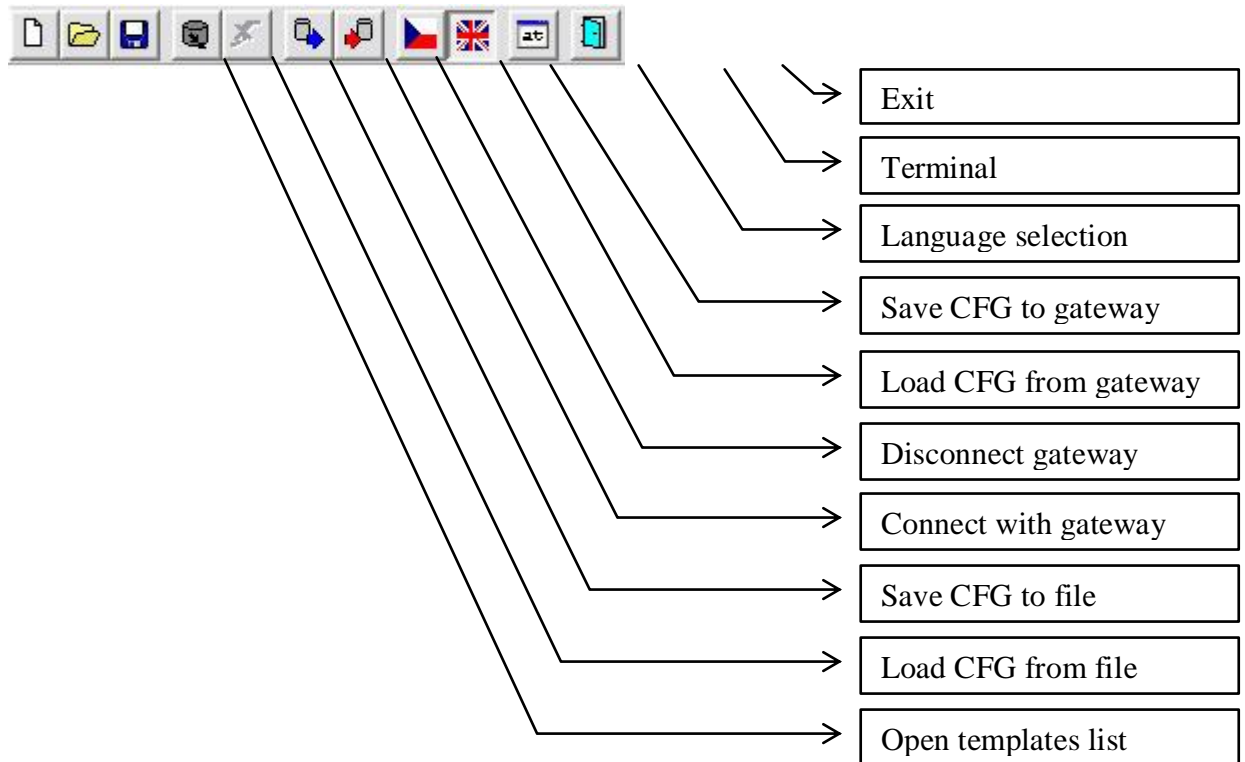 at
Exit
Terminal
Language selection
Save CFG to gateway
Load CFG from gateway
Disconnect gateway
Connect with gateway
Save CFG to file
Load CFG from file
Open templates list